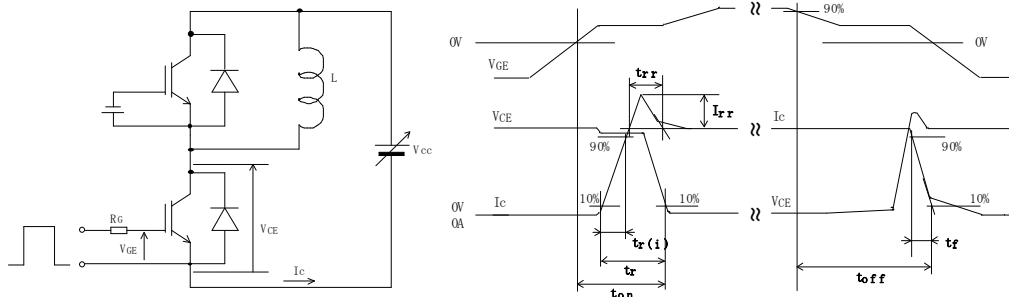 L
Vcc
RG
VGE
VCE
Ic
0V
VGE
90%
0V
trr
Irr
VCE
Ic
90%
90%
Ic
10%
10%
VCE
10%
0V
0A
tr(i)
tr
ton
tf
toff